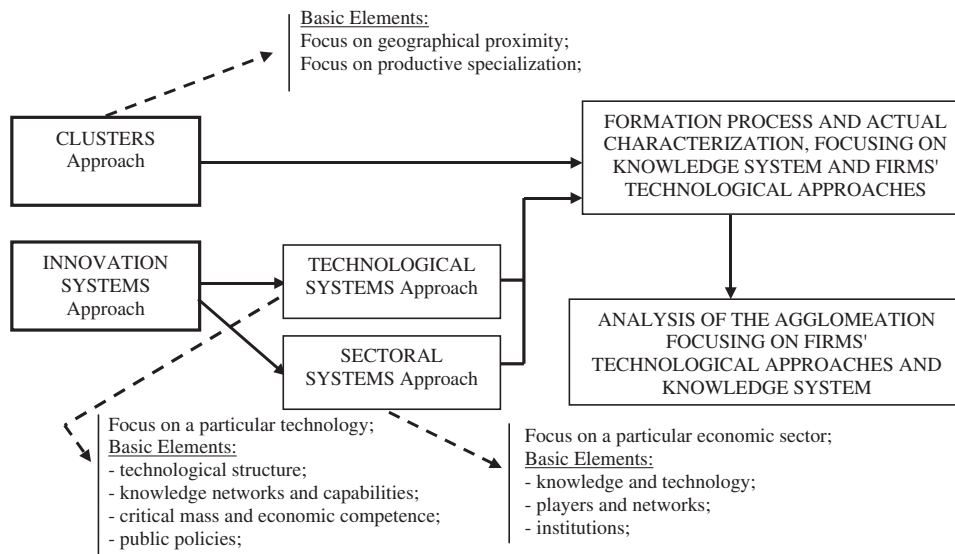 Basic Elements:
Focus on geographical proximity;
Focus on productive specialization;
CLUSTERS
Approach
FORMATION PROCESS AND ACTUAL
CHARACTERIZATION, FOCUSING ON
KNOWLEDGE SYSTEM AND FIRMS'
TECHNOLOGICAL APPROACHES
INNOVATION
SYSTEMS
Approach
TECHNOLOGICAL
SYSTEMS Approach
SECTORAL
SYSTEMS Approach
ANALYSIS OF THE AGGLOMEATION
FOCUSING ON FIRMS'
TECHNOLOGICAL APPROACHES AND
KNOWLEDGE SYSTEM
Focus on a particular technology;
Basic Elements:
- technological structure;
- knowledge networks and capabilities;
- critical mass and economic competence;
- public policies;
Focus on a particular economic sector;
Basic Elements:
- knowledge and technology;
- players and networks;
- institutions;